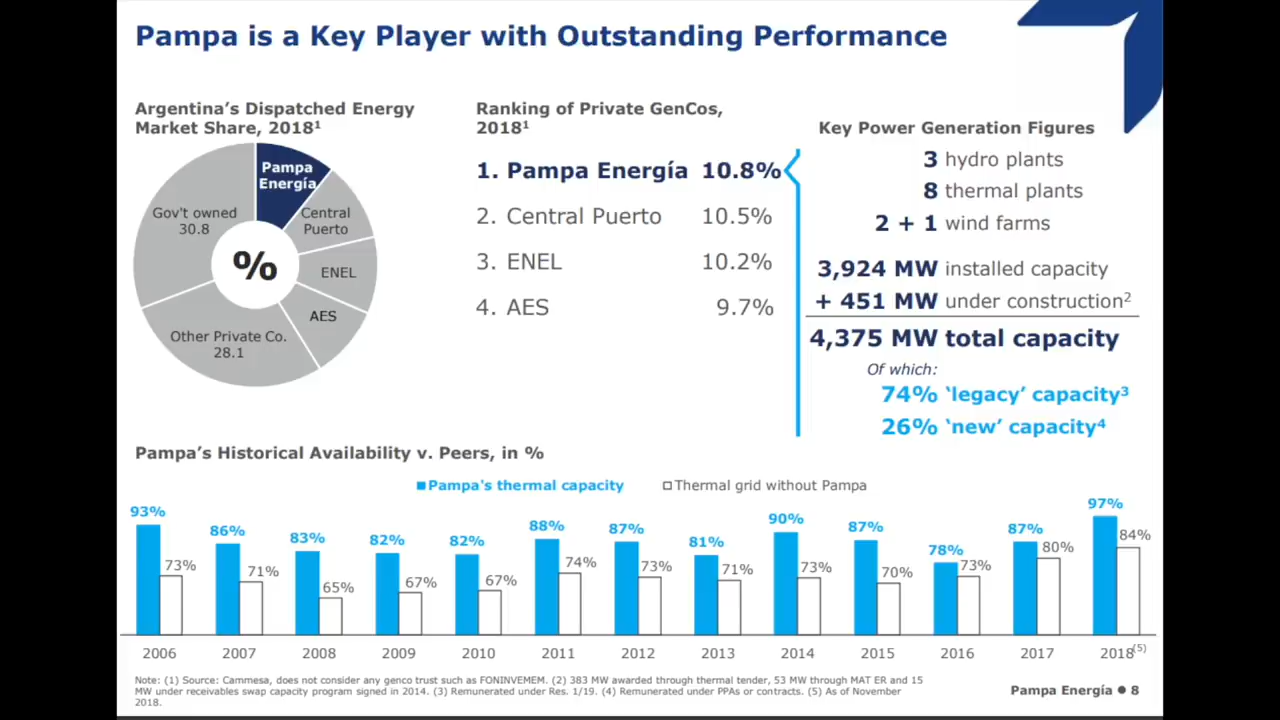 Pampa is a Key Player with Outstanding Performance
Argentina's Dispatched Energy
Market Share, 2018¹
Pampa
Energía
Central
Puerto
ENEL
AES
Other Private Co.
28.1
Gov't owned
30.8
%
Ranking of Private GenCos,
2018¹
1. Pampa Energía 10.8%
2. Central Puerto 10.5%
3. ENEL 10.2%
4. AES 9.7%
Key Power Generation Figures
3 hydro plants
8 thermal plants
2 + 1 wind farms
3,924 MW installed capacity
+ 451 MW under construction²
4,375 MW total capacity
Of which:
74% 'legacy' capacity³
26% 'new' capacity⁴
Pampa's Historical Availability v. Peers, in %
Pampa's thermal capacity
Thermal grid without Pampa
93% 73% 86% 71% 83% 65% 82% 67% 82% 67% 88% 74% 87% 73% 81% 71% 90% 73% 87% 70% 78% 73% 87% 80% 97% 84%
2006 2007 2008 2009 2010 2011 2012 2013 2014 2015 2016 2017 2018(5)
Note: (1) Source: Cammesa, does not consider any genco trust such as FONINVEMEM. (2) 383 MW awarded through thermal tender, 53 MW through MAT ER and 15
MW under receivables swap capacity program signed in 2014. (3) Remunerated under Res. 1/19. (4) Remunerated under PPAs or contracts. (5) As of November
2018.
Pampa Energía ● 8